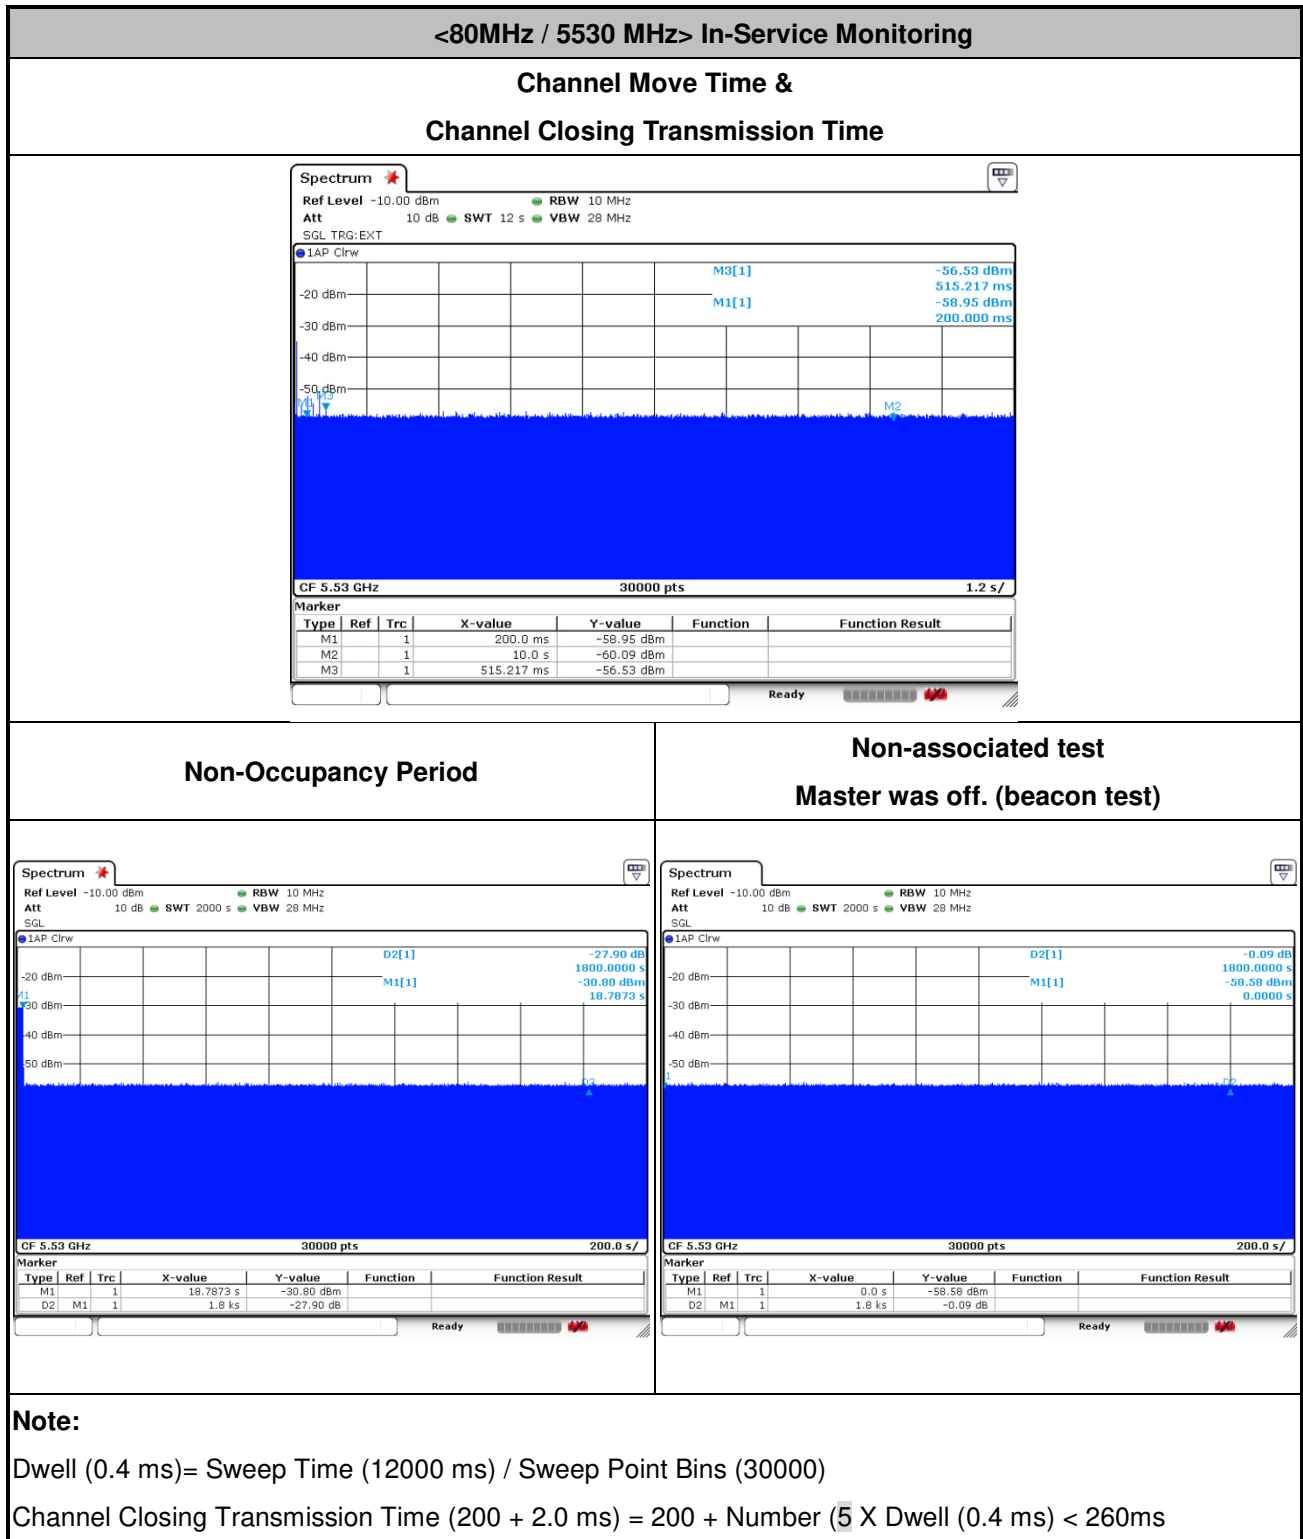 <80MHz / 5530 MHz> In-Service Monitoring
Channel Move Time &
Channel Closing Transmission Time
Spectrum
Ref Level -10.00 dBm RBW 10 MHz
Att 10 dB SWT 12 s VBW 28 MHz
SGL TRG:EXT
1AP Clrw
M3[1] -56.53 dBm
515.217 ms
-20 dBm
M1[1] -58.95 dBm
200.000 ms
-30 dBm
-40 dBm
-50 dBm
M1 M3 M2
CF 5.53 GHz 30000 pts 1.2 s/
Marker
Type Ref Trc X-value Y-value Function Function Result
M1 1 200.0 ms -58.95 dBm
M2 1 10.0 s -60.09 dBm
M3 1 515.217 ms -56.53 dBm
Ready
Non-Occupancy Period
Non-associated test
Master was off. (beacon test)
Spectrum
Ref Level -10.00 dBm RBW 10 MHz
Att 10 dB SWT 2000 s VBW 28 MHz
SGL
1AP Clrw
D2[1] -27.90 dB
1800.0000 s
-20 dBm
M1[1] -30.80 dBm
18.7873 s
M1
-30 dBm
-40 dBm
-50 dBm
CF 5.53 GHz 30000 pts 200.0 s/
Marker
Type Ref Trc X-value Y-value Function Function Result
M1 1 18.7873 s -30.80 dBm
D2 M1 1 1.8 ks -27.90 dB
Ready
Spectrum
Ref Level -10.00 dBm RBW 10 MHz
Att 10 dB SWT 2000 s VBW 28 MHz
SGL
1AP Clrw
D2[1] -0.09 dB
1800.0000 s
-20 dBm
M1[1] -58.58 dBm
0.0000 s
-30 dBm
-40 dBm
-50 dBm
D2
CF 5.53 GHz 30000 pts 200.0 s/
Marker
Type Ref Trc X-value Y-value Function Function Result
M1 1 0.0 s -58.58 dBm
D2 M1 1 1.8 ks -0.09 dB
Ready
Note:
Dwell (0.4 ms)= Sweep Time (12000 ms) / Sweep Point Bins (30000)
Channel Closing Transmission Time (200 + 2.0 ms) = 200 + Number (5 X Dwell (0.4 ms) < 260ms